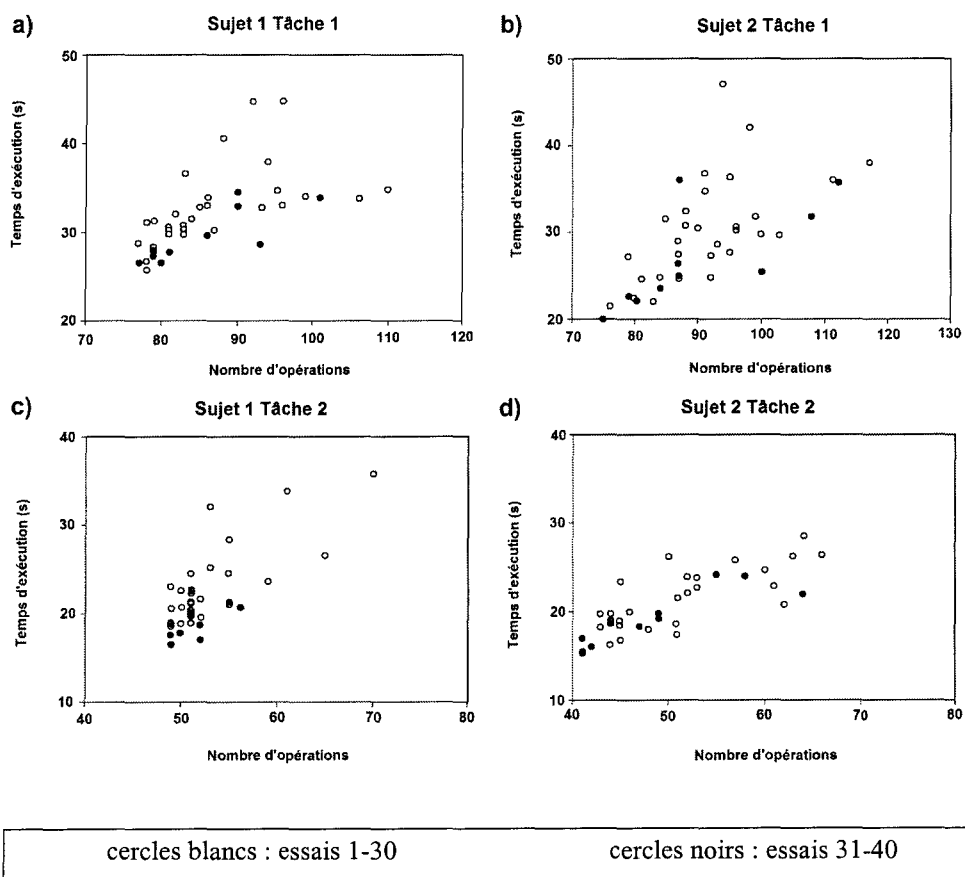 a) Sujet 1 Tâche 1
Temps d'exécution (s)
50
40
30
20
70 80 90 100 110 120
Nombre d'opérations
b) Sujet 2 Tâche 1
Temps d'exécution (s)
50
40
30
20
70 80 90 100 110 120 130
Nombre d'opérations
c) Sujet 1 Tâche 2
Temps d'exécution (s)
40
30
20
10
40 50 60 70 80
Nombre d'opérations
d) Sujet 2 Tâche 2
Temps d'exécution (s)
40
30
20
10
40 50 60 70 80
Nombre d'opérations
cercles blancs : essais 1-30 cercles noirs : essais 31-40